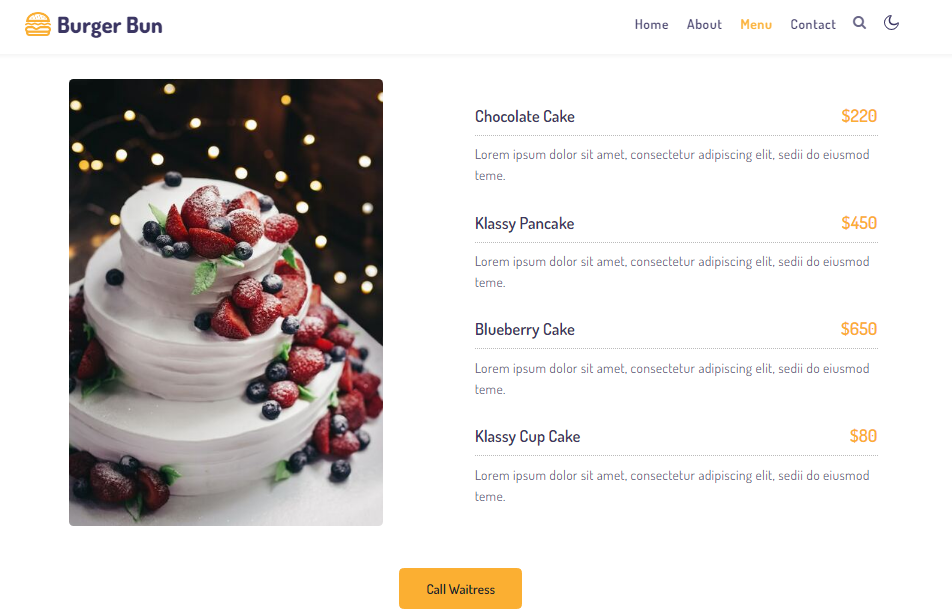 Burger Bun
Home About Menu Contact
Chocolate Cake $220
Lorem ipsum dolor sit amet, consectetur adipiscing elit, sedii do eiusmod
teme.
Klassy Pancake $450
Lorem ipsum dolor sit amet, consectetur adipiscing elit, sedii do eiusmod
teme.
Blueberry Cake $650
Lorem ipsum dolor sit amet, consectetur adipiscing elit, sedii do eiusmod
teme.
Klassy Cup Cake $80
Lorem ipsum dolor sit amet, consectetur adipiscing elit, sedii do eiusmod
teme.
Call Waitress